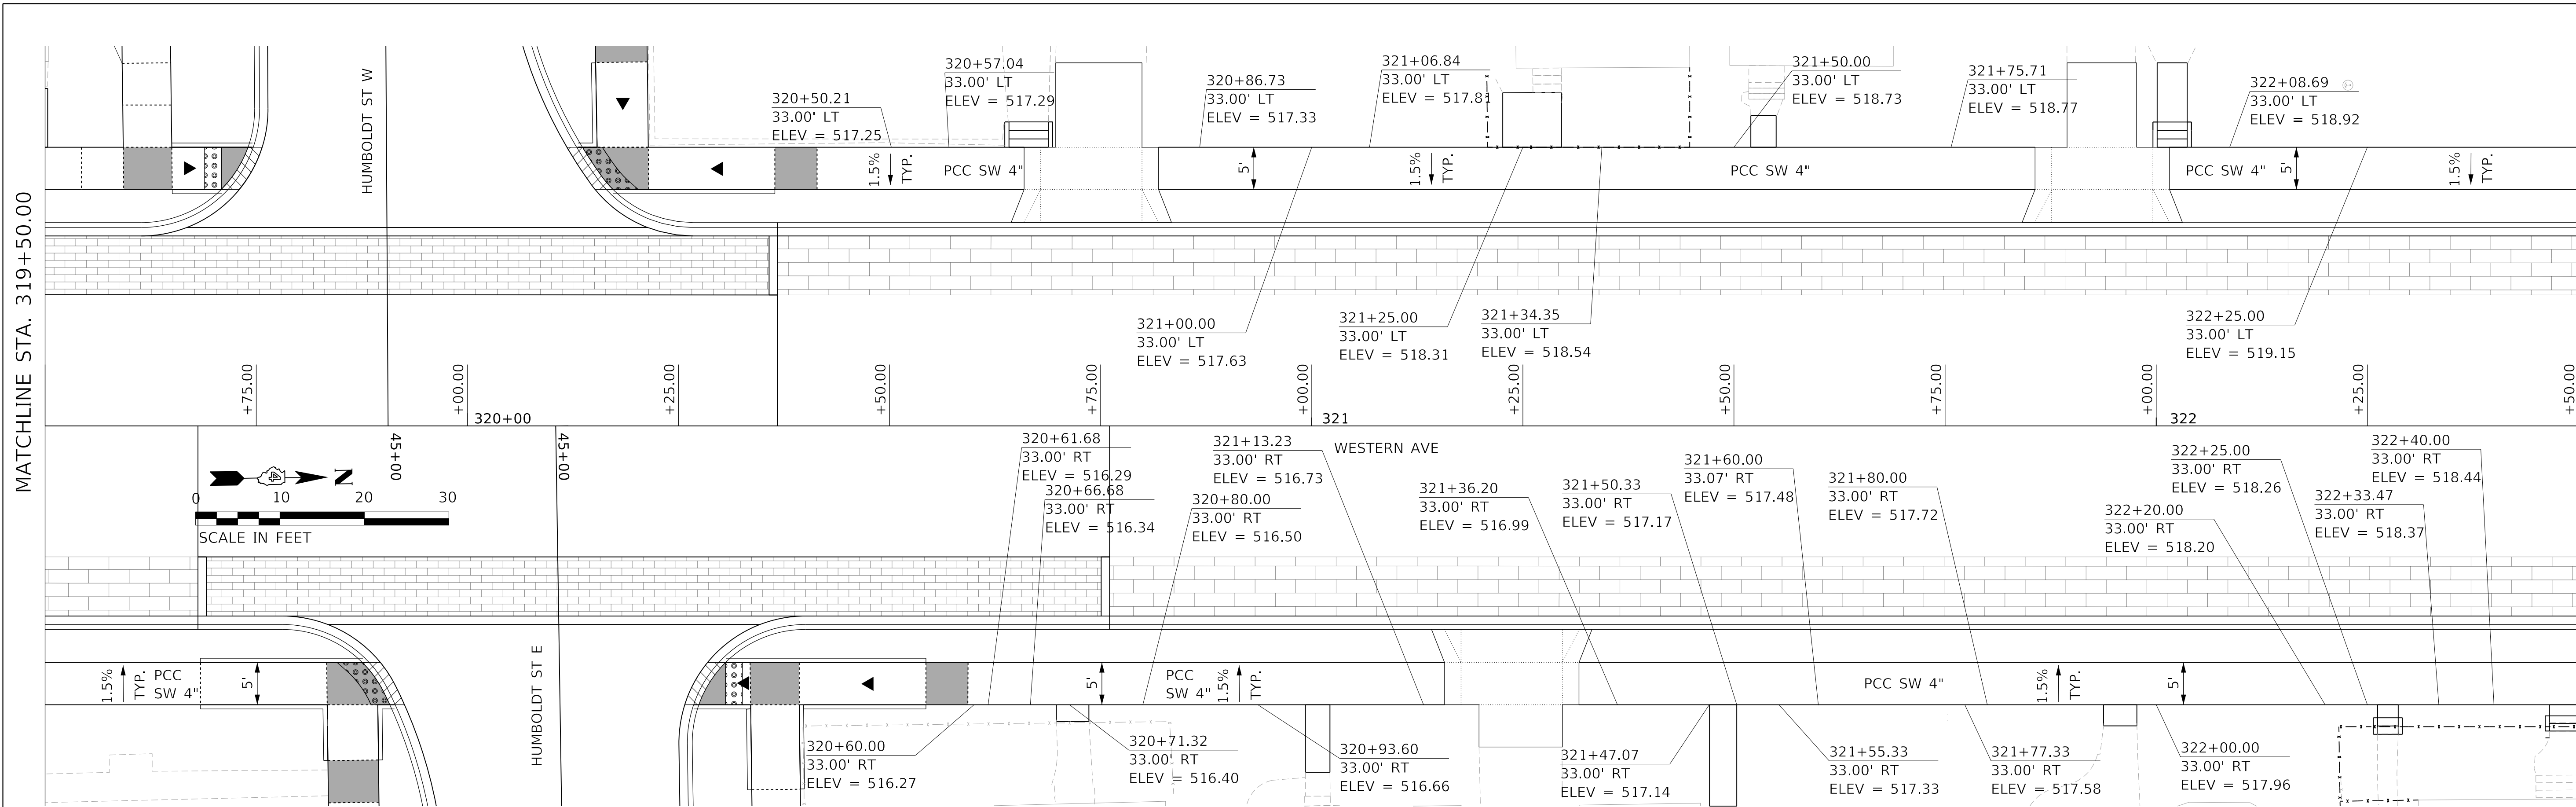 MATCHLINE STA. 319+50.00
HUMBOLDT ST W
320+50.21
33.00' LT
ELEV = 517.25
320+57.04
33.00' LT
ELEV = 517.29
320+86.73
33.00' LT
ELEV = 517.33
321+06.84
33.00' LT
ELEV = 517.81
321+50.00
33.00' LT
ELEV = 518.73
321+75.71
33.00' LT
ELEV = 518.77
322+08.69
33.00' LT
ELEV = 518.92
1.5%
TYP.
PCC SW 4"
5'
1.5%
TYP.
PCC SW 4"
PCC SW 4"
5'
1.5%
TYP.
321+00.00
33.00' LT
ELEV = 517.63
321+25.00
33.00' LT
ELEV = 518.31
321+34.35
33.00' LT
ELEV = 518.54
322+25.00
33.00' LT
ELEV = 519.15
+75.00
+00.00
+25.00
+50.00
+75.00
+00.00
+25.00
+50.00
+75.00
+00.00
+25.00
+50.00
320+00
321
322
45+00
45+00
WESTERN AVE
N
0 10 20 30
SCALE IN FEET
320+61.68
33.00' RT
ELEV = 516.29
320+66.68
33.00' RT
ELEV = 516.34
321+13.23
33.00' RT
ELEV = 516.73
320+80.00
33.00' RT
ELEV = 516.50
321+36.20
33.00' RT
ELEV = 516.99
321+50.33
33.00' RT
ELEV = 517.17
321+60.00
33.07' RT
ELEV = 517.48
321+80.00
33.00' RT
ELEV = 517.72
322+20.00
33.00' RT
ELEV = 518.20
322+25.00
33.00' RT
ELEV = 518.26
322+33.47
33.00' RT
ELEV = 518.37
322+40.00
33.00' RT
ELEV = 518.44
1.5%
TYP.
PCC
SW 4"
5'
HUMBOLDT ST E
5'
PCC
SW 4"
1.5%
TYP.
PCC SW 4"
1.5%
TYP.
5'
320+60.00
33.00' RT
ELEV = 516.27
320+71.32
33.00' RT
ELEV = 516.40
320+93.60
33.00' RT
ELEV = 516.66
321+47.07
33.00' RT
ELEV = 517.14
321+55.33
33.00' RT
ELEV = 517.33
321+77.33
33.00' RT
ELEV = 517.58
322+00.00
33.00' RT
ELEV = 517.96